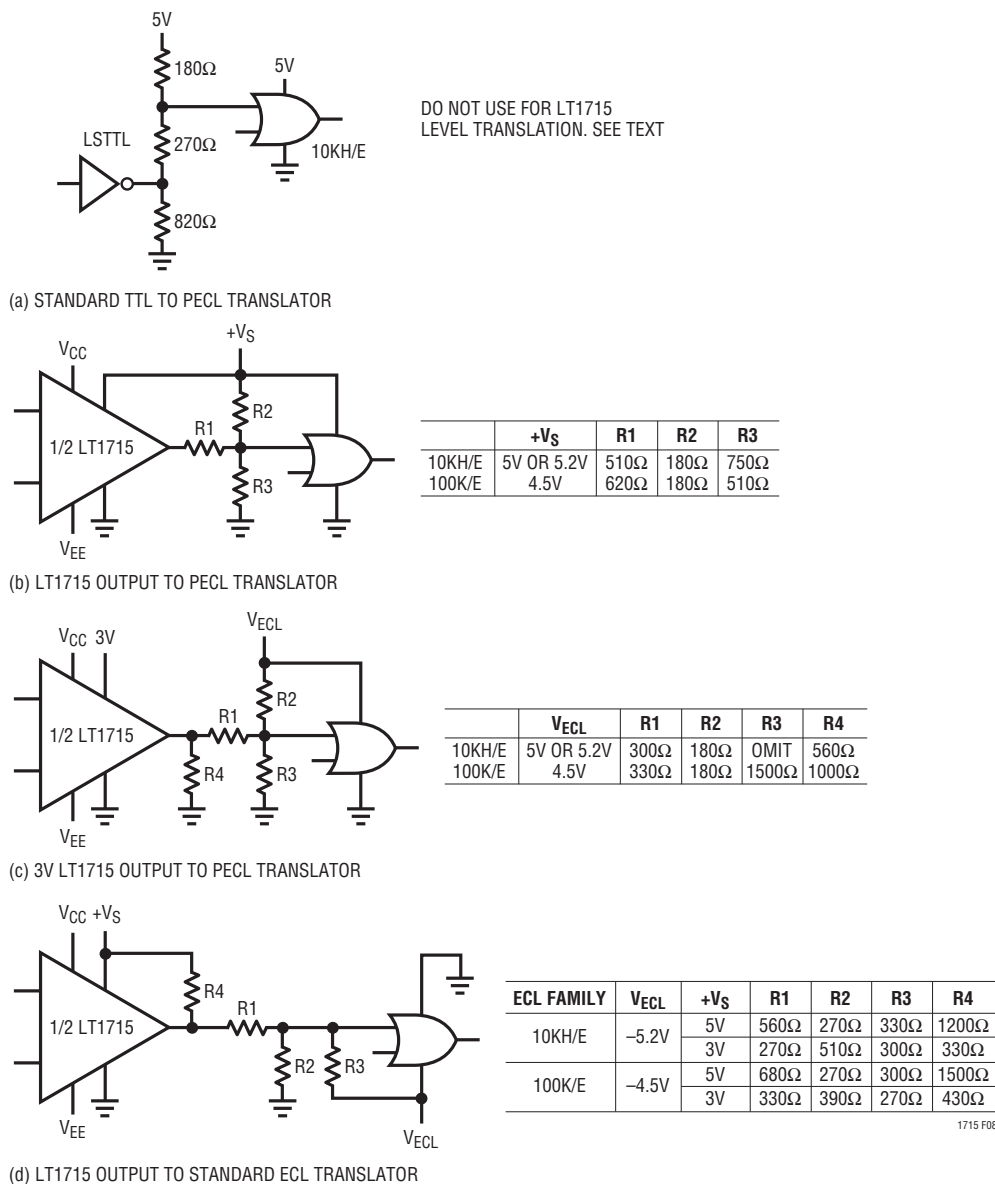 5V
180Ω
5V
LSTTL
270Ω
10KH/E
820Ω
DO NOT USE FOR LT1715
LEVEL TRANSLATION. SEE TEXT
(a) STANDARD TTL TO PECL TRANSLATOR
+VS
VCC
R2
1/2 LT1715
R1
R3
VEE
+VS R1 R2 R3
10KH/E 5V OR 5.2V 510Ω 180Ω 750Ω
100K/E 4.5V 620Ω 180Ω 510Ω
(b) LT1715 OUTPUT TO PECL TRANSLATOR
VECL
VCC 3V
R2
1/2 LT1715
R1
R4
R3
VEE
VECL R1 R2 R3 R4
10KH/E 5V OR 5.2V 300Ω 180Ω OMIT 560Ω
100K/E 4.5V 330Ω 180Ω 1500Ω 1000Ω
(c) 3V LT1715 OUTPUT TO PECL TRANSLATOR
VCC +VS
R4
R1
1/2 LT1715
R2
R3
VEE
VECL
ECL FAMILY VECL +VS R1 R2 R3 R4
10KH/E –5.2V 5V 560Ω 270Ω 330Ω 1200Ω
3V 270Ω 510Ω 300Ω 330Ω
100K/E –4.5V 5V 680Ω 270Ω 300Ω 1500Ω
3V 330Ω 390Ω 270Ω 430Ω
1715 F08
(d) LT1715 OUTPUT TO STANDARD ECL TRANSLATOR